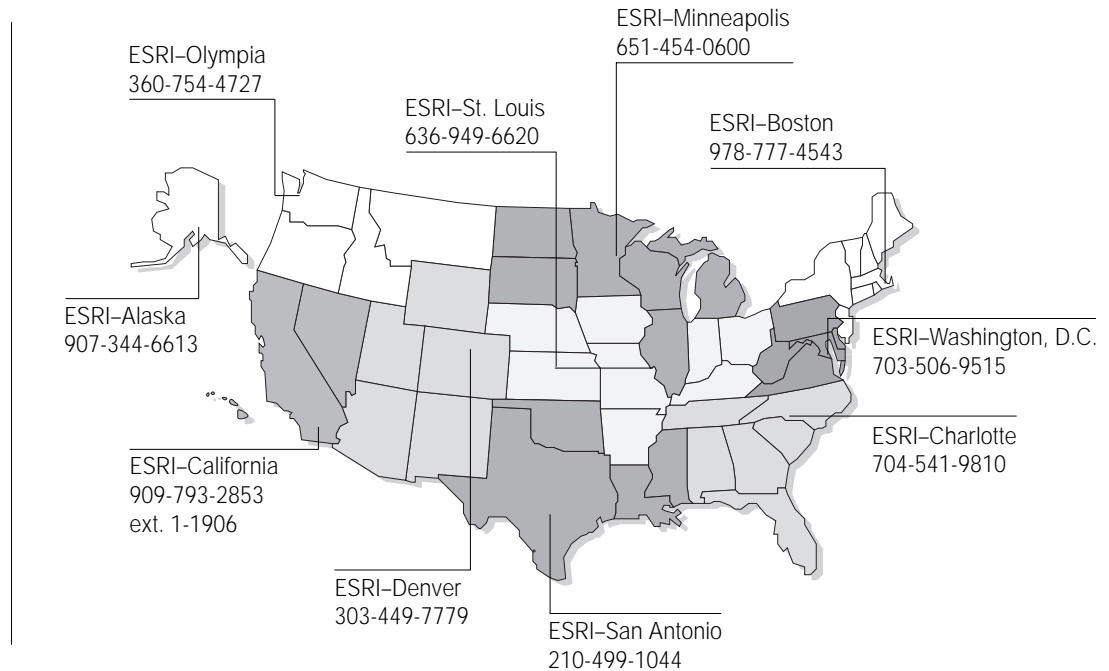 ESRI–Minneapolis
651-454-0600
ESRI–Olympia
360-754-4727
ESRI–St. Louis
636-949-6620
ESRI–Boston
978-777-4543
ESRI–Alaska
907-344-6613
ESRI–Washington, D.C.
703-506-9515
ESRI–Charlotte
704-541-9810
ESRI–California
909-793-2853
ext. 1-1906
ESRI–Denver
303-449-7779
ESRI–San Antonio
210-499-1044